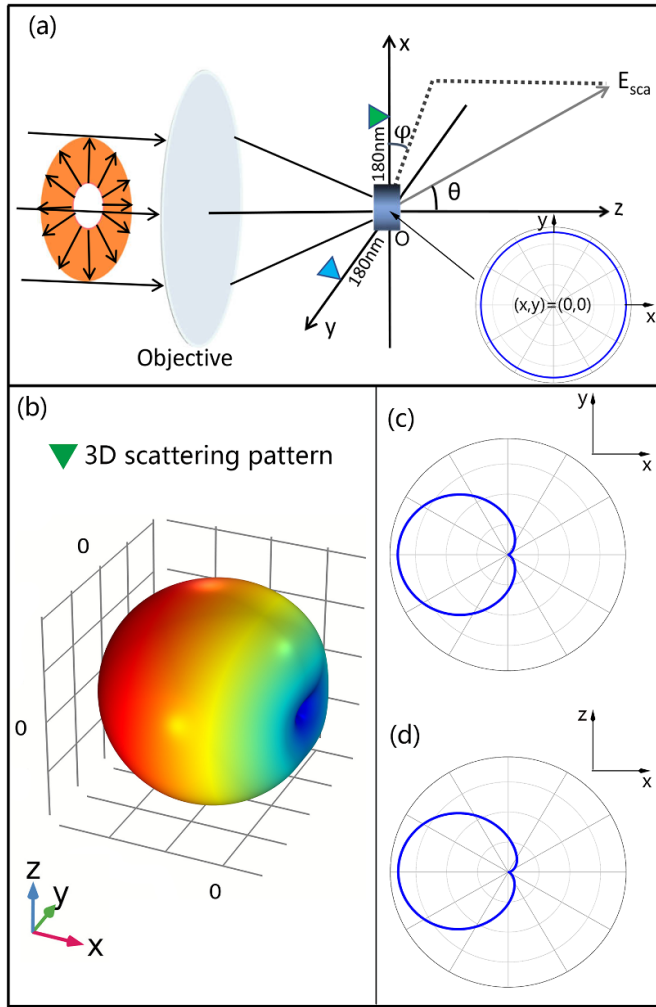 (a)
x
E_sca
φ
180nm
θ
z
O
180nm
y
y
(x,y)=(0,0)
x
Objective
(b)
▼ 3D scattering pattern
0
0
0
z
y
x
(c)
y
x
(d)
z
x